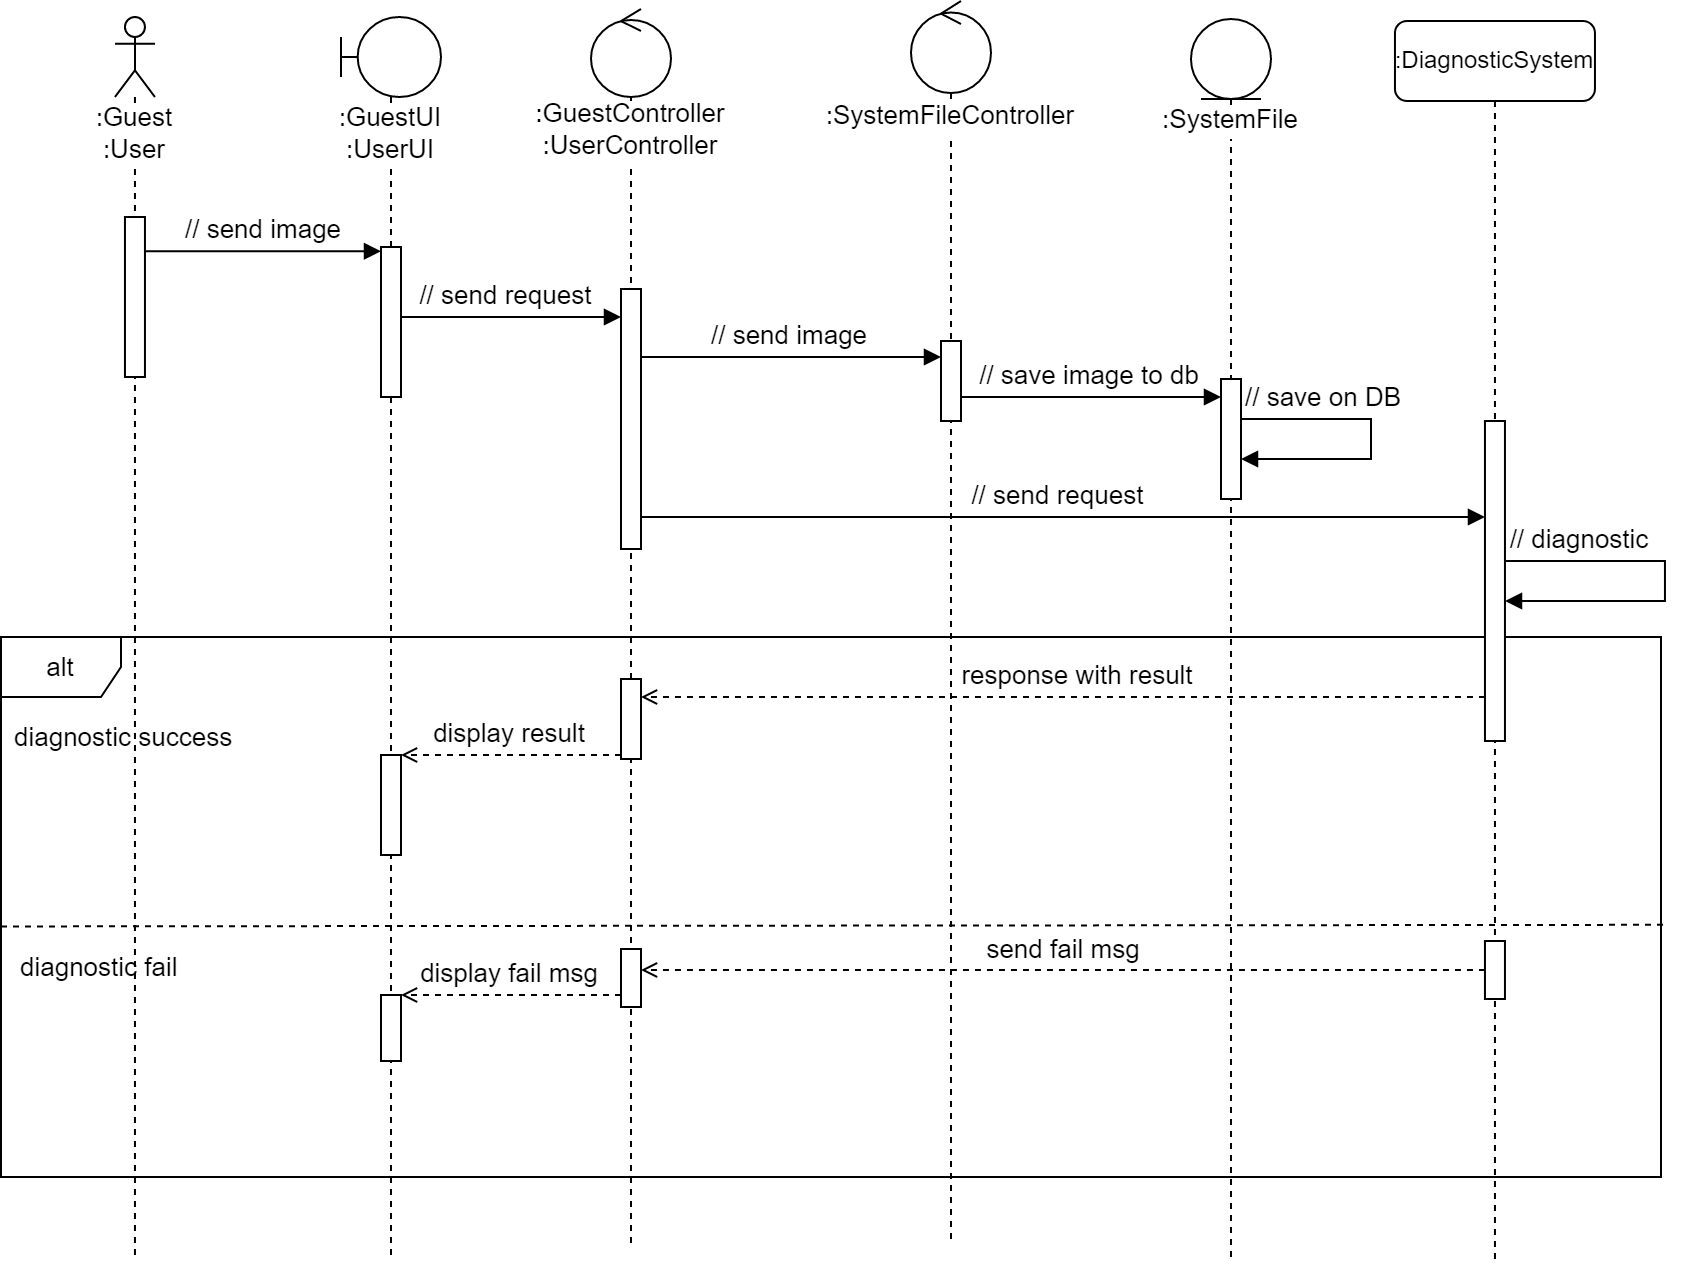 :Guest
:User
:GuestUI
:UserUI
:GuestController
:UserController
:SystemFileController
:SystemFile
:DiagnosticSystem
// send image
// send request
// send image
// save image to db
// save on DB
// send request
// diagnostic
alt
response with result
diagnostic success
display result
send fail msg
diagnostic fail
display fail msg